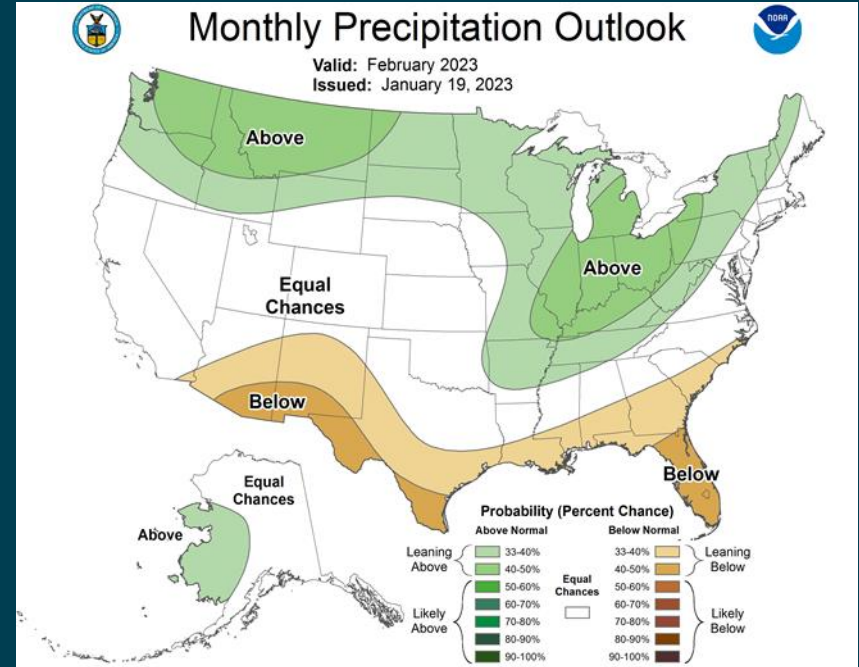 Monthly Precipitation Outlook
NOAA
Valid: February 2023
Issued: January 19, 2023
Above
Above
Equal
Chances
Below
Below
Equal
Chances
Above
Probability (Percent Chance)
Above Normal
Below Normal
Leaning
Above
33-40%
40-50%
Likely
Above
50-60%
60-70%
70-80%
80-90%
90-100%
Equal
Chances
33-40%
40-50%
Leaning
Below
50-60%
60-70%
70-80%
80-90%
90-100%
Likely
Below